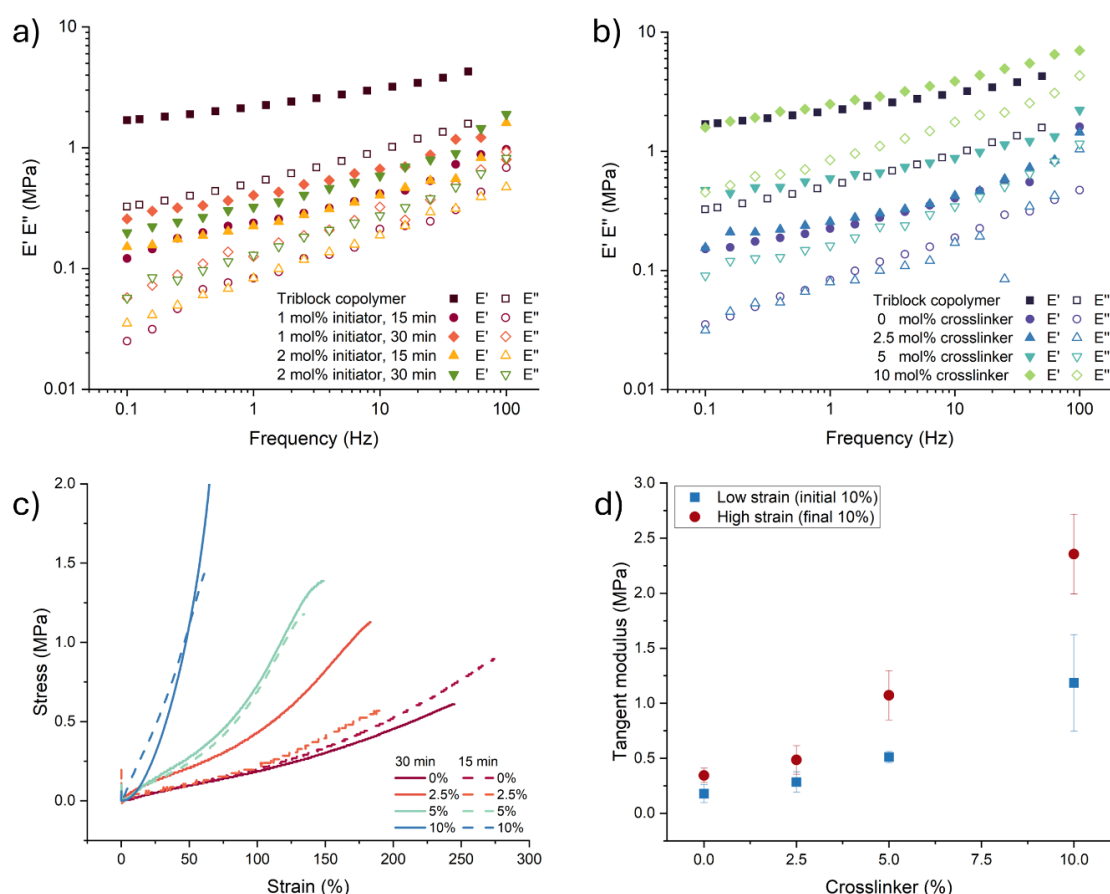 a)
10
1
0.1
0.01
E' E'' (MPa)
Triblock copolymer E' E''
1 mol% initiator, 15 min E' E''
1 mol% initiator, 30 min E' E''
2 mol% initiator, 15 min E' E''
2 mol% initiator, 30 min E' E''
0.1 1 10 100
Frequency (Hz)
b)
10
1
0.1
0.01
E' E'' (MPa)
Triblock copolymer E' E''
0 mol% crosslinker E' E''
2.5 mol% crosslinker E' E''
5 mol% crosslinker E' E''
10 mol% crosslinker E' E''
0.1 1 10 100
Frequency (Hz)
c)
2.0
1.5
1.0
0.5
0.0
Stress (MPa)
30 min 15 min
0% 0%
2.5% 2.5%
5% 5%
10% 10%
0 50 100 150 200 250 300
Strain (%)
d)
3.0
2.5
2.0
1.5
1.0
0.5
0.0
Tangent modulus (MPa)
Low strain (initial 10%)
High strain (final 10%)
0.0 2.5 5.0 7.5 10.0
Crosslinker (%)